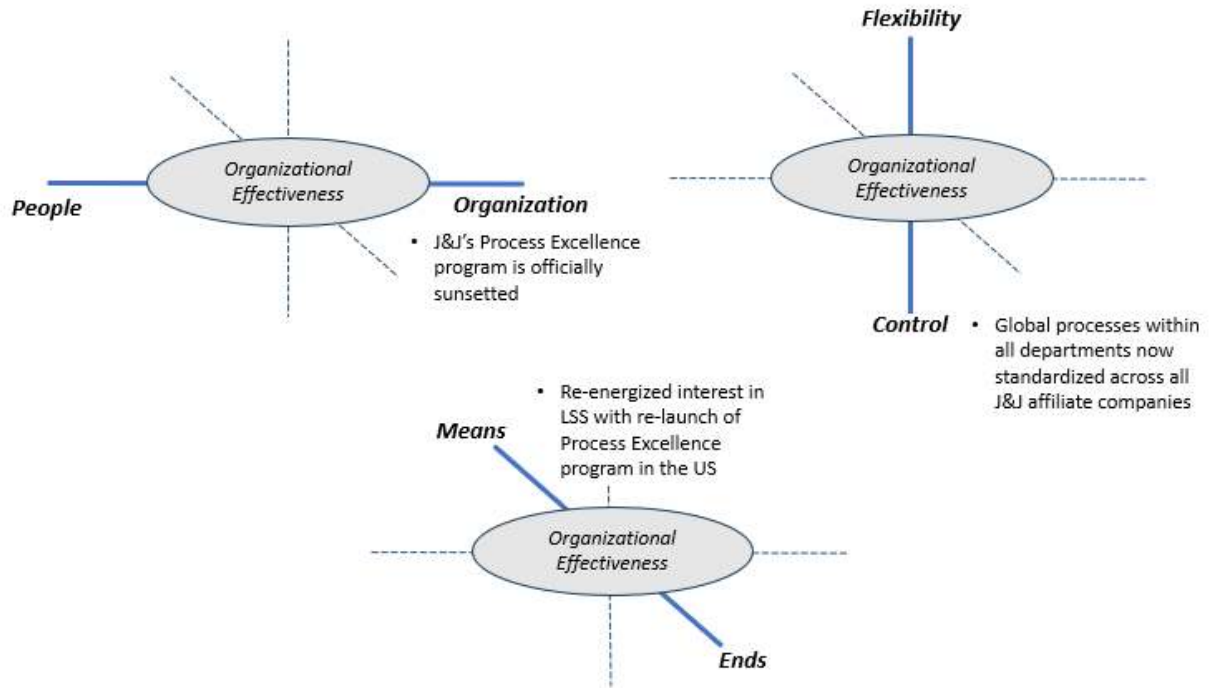 Organizational
Effectiveness
People
Organization
• J&J's Process Excellence
program is officially
sunsetted
Flexibility
Organizational
Effectiveness
Control
• Global processes within
all departments now
standardized across all
J&J affiliate companies
• Re-energized interest in
LSS with re-launch of
Process Excellence
program in the US
Means
Organizational
Effectiveness
Ends